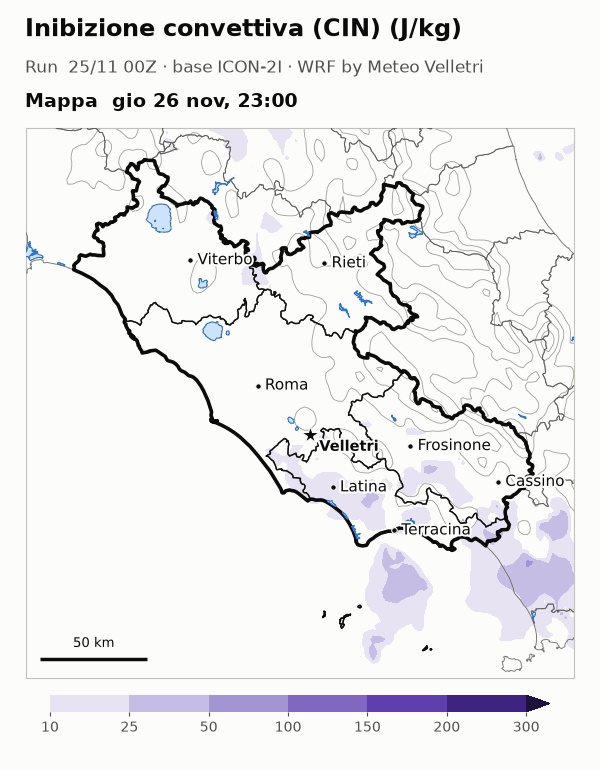 Inibizione convettiva (CIN) (J/kg)
Run 25/11 00Z · base ICON-2I · WRF by Meteo Velletri
Mappa gio 26 nov, 23:00
Viterbo
Rieti
Roma
Velletri
Frosinone
Cassino
Latina
Terracina
50 km
10 25 50 100 150 200 300